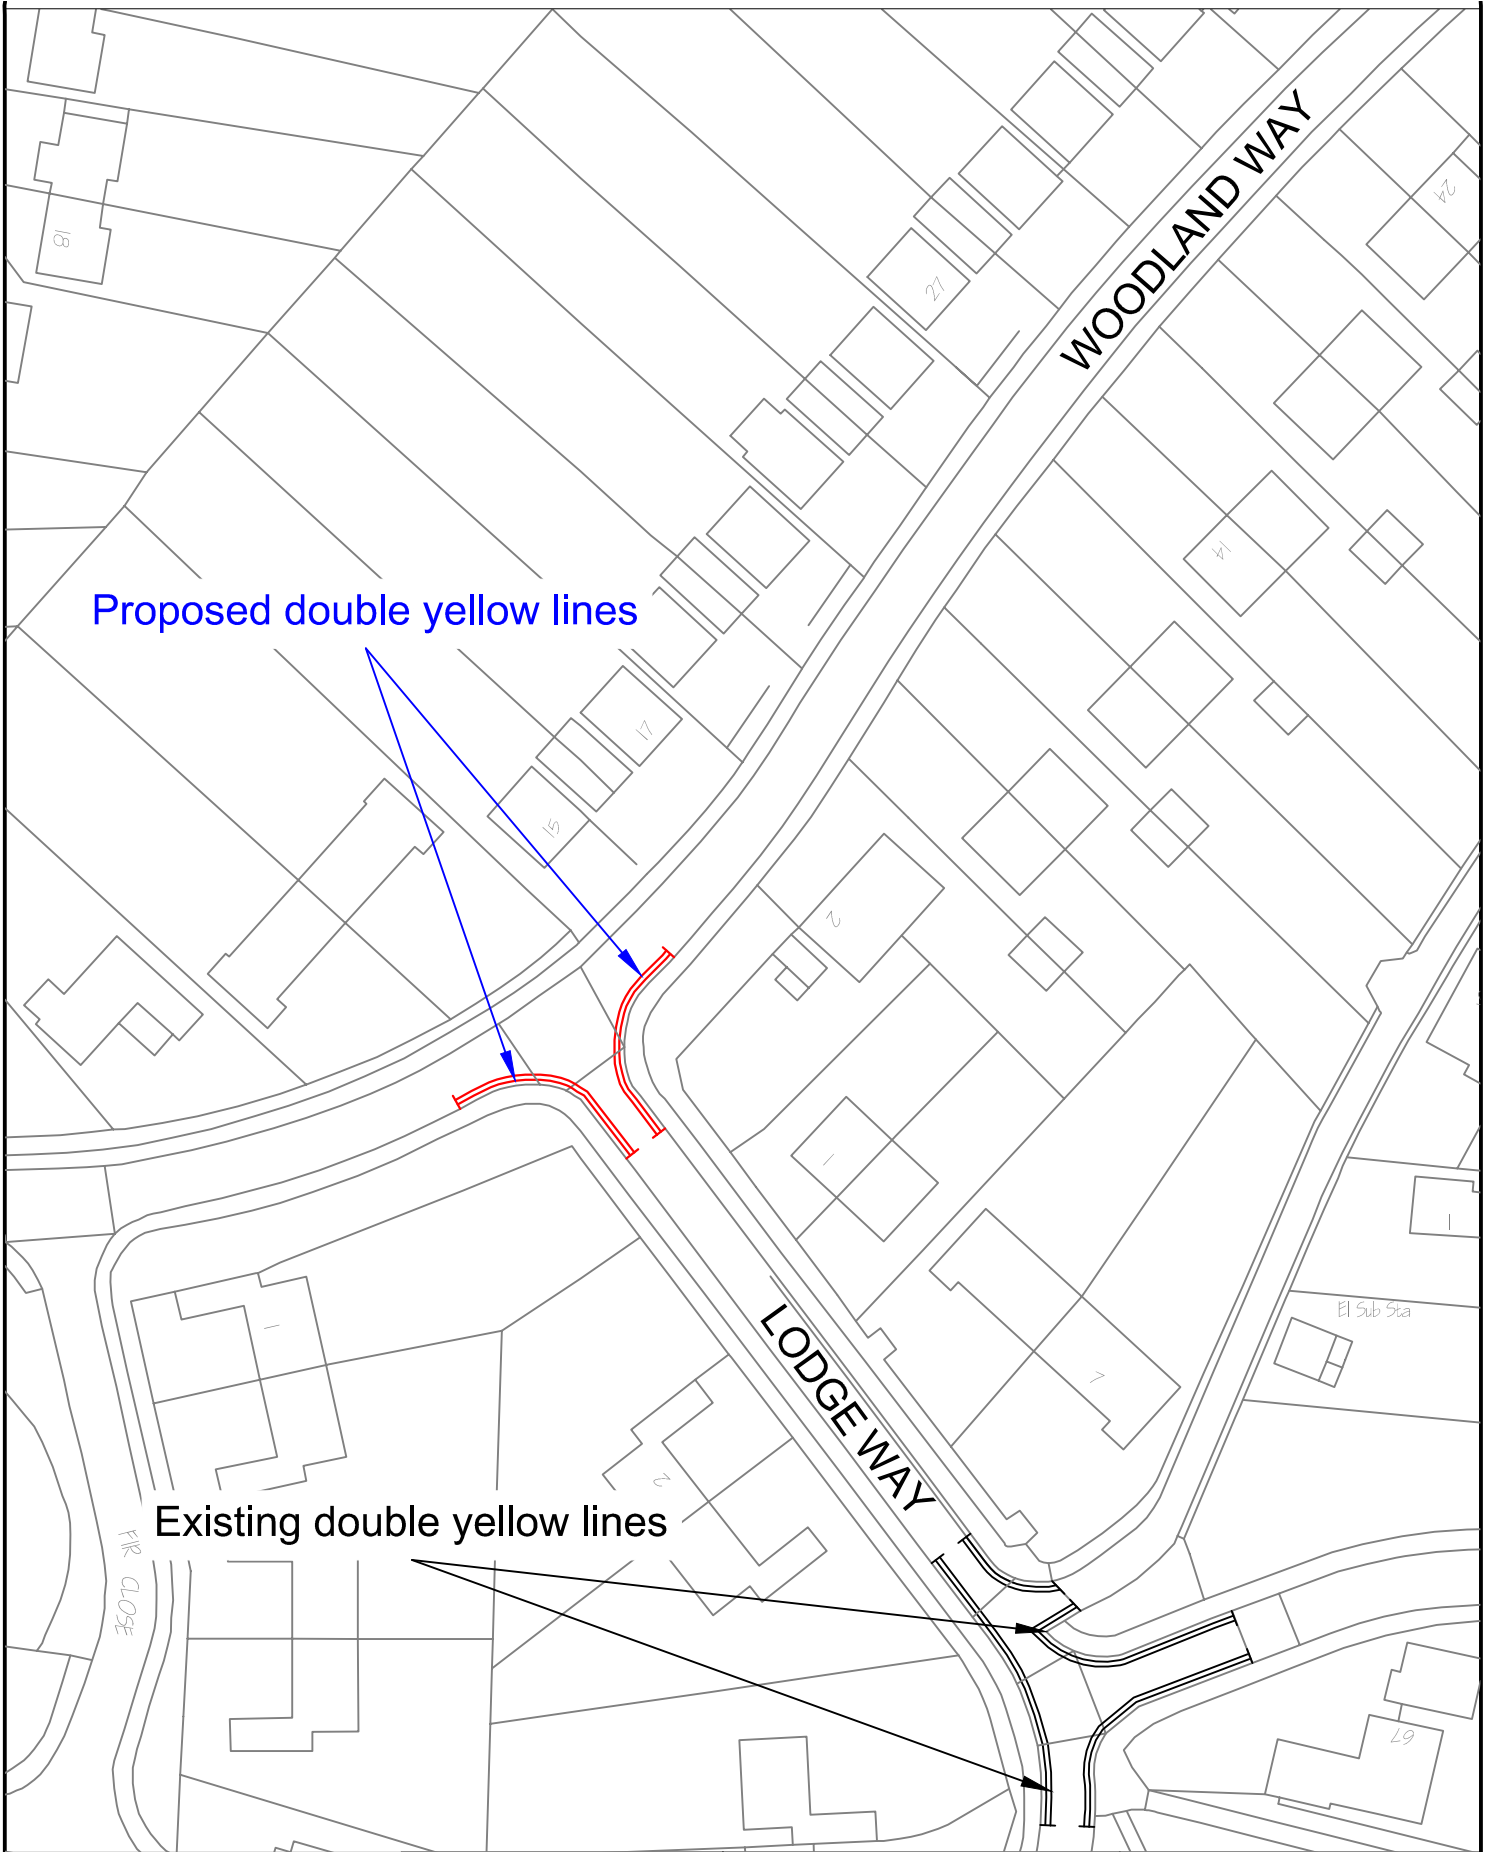 WOODLAND WAY
24
18
27
14
Proposed double yellow lines
17
15
2
1
1
El Sub Sta
1
7
LODGE WAY
2
Existing double yellow lines
FIR CLOSE
67